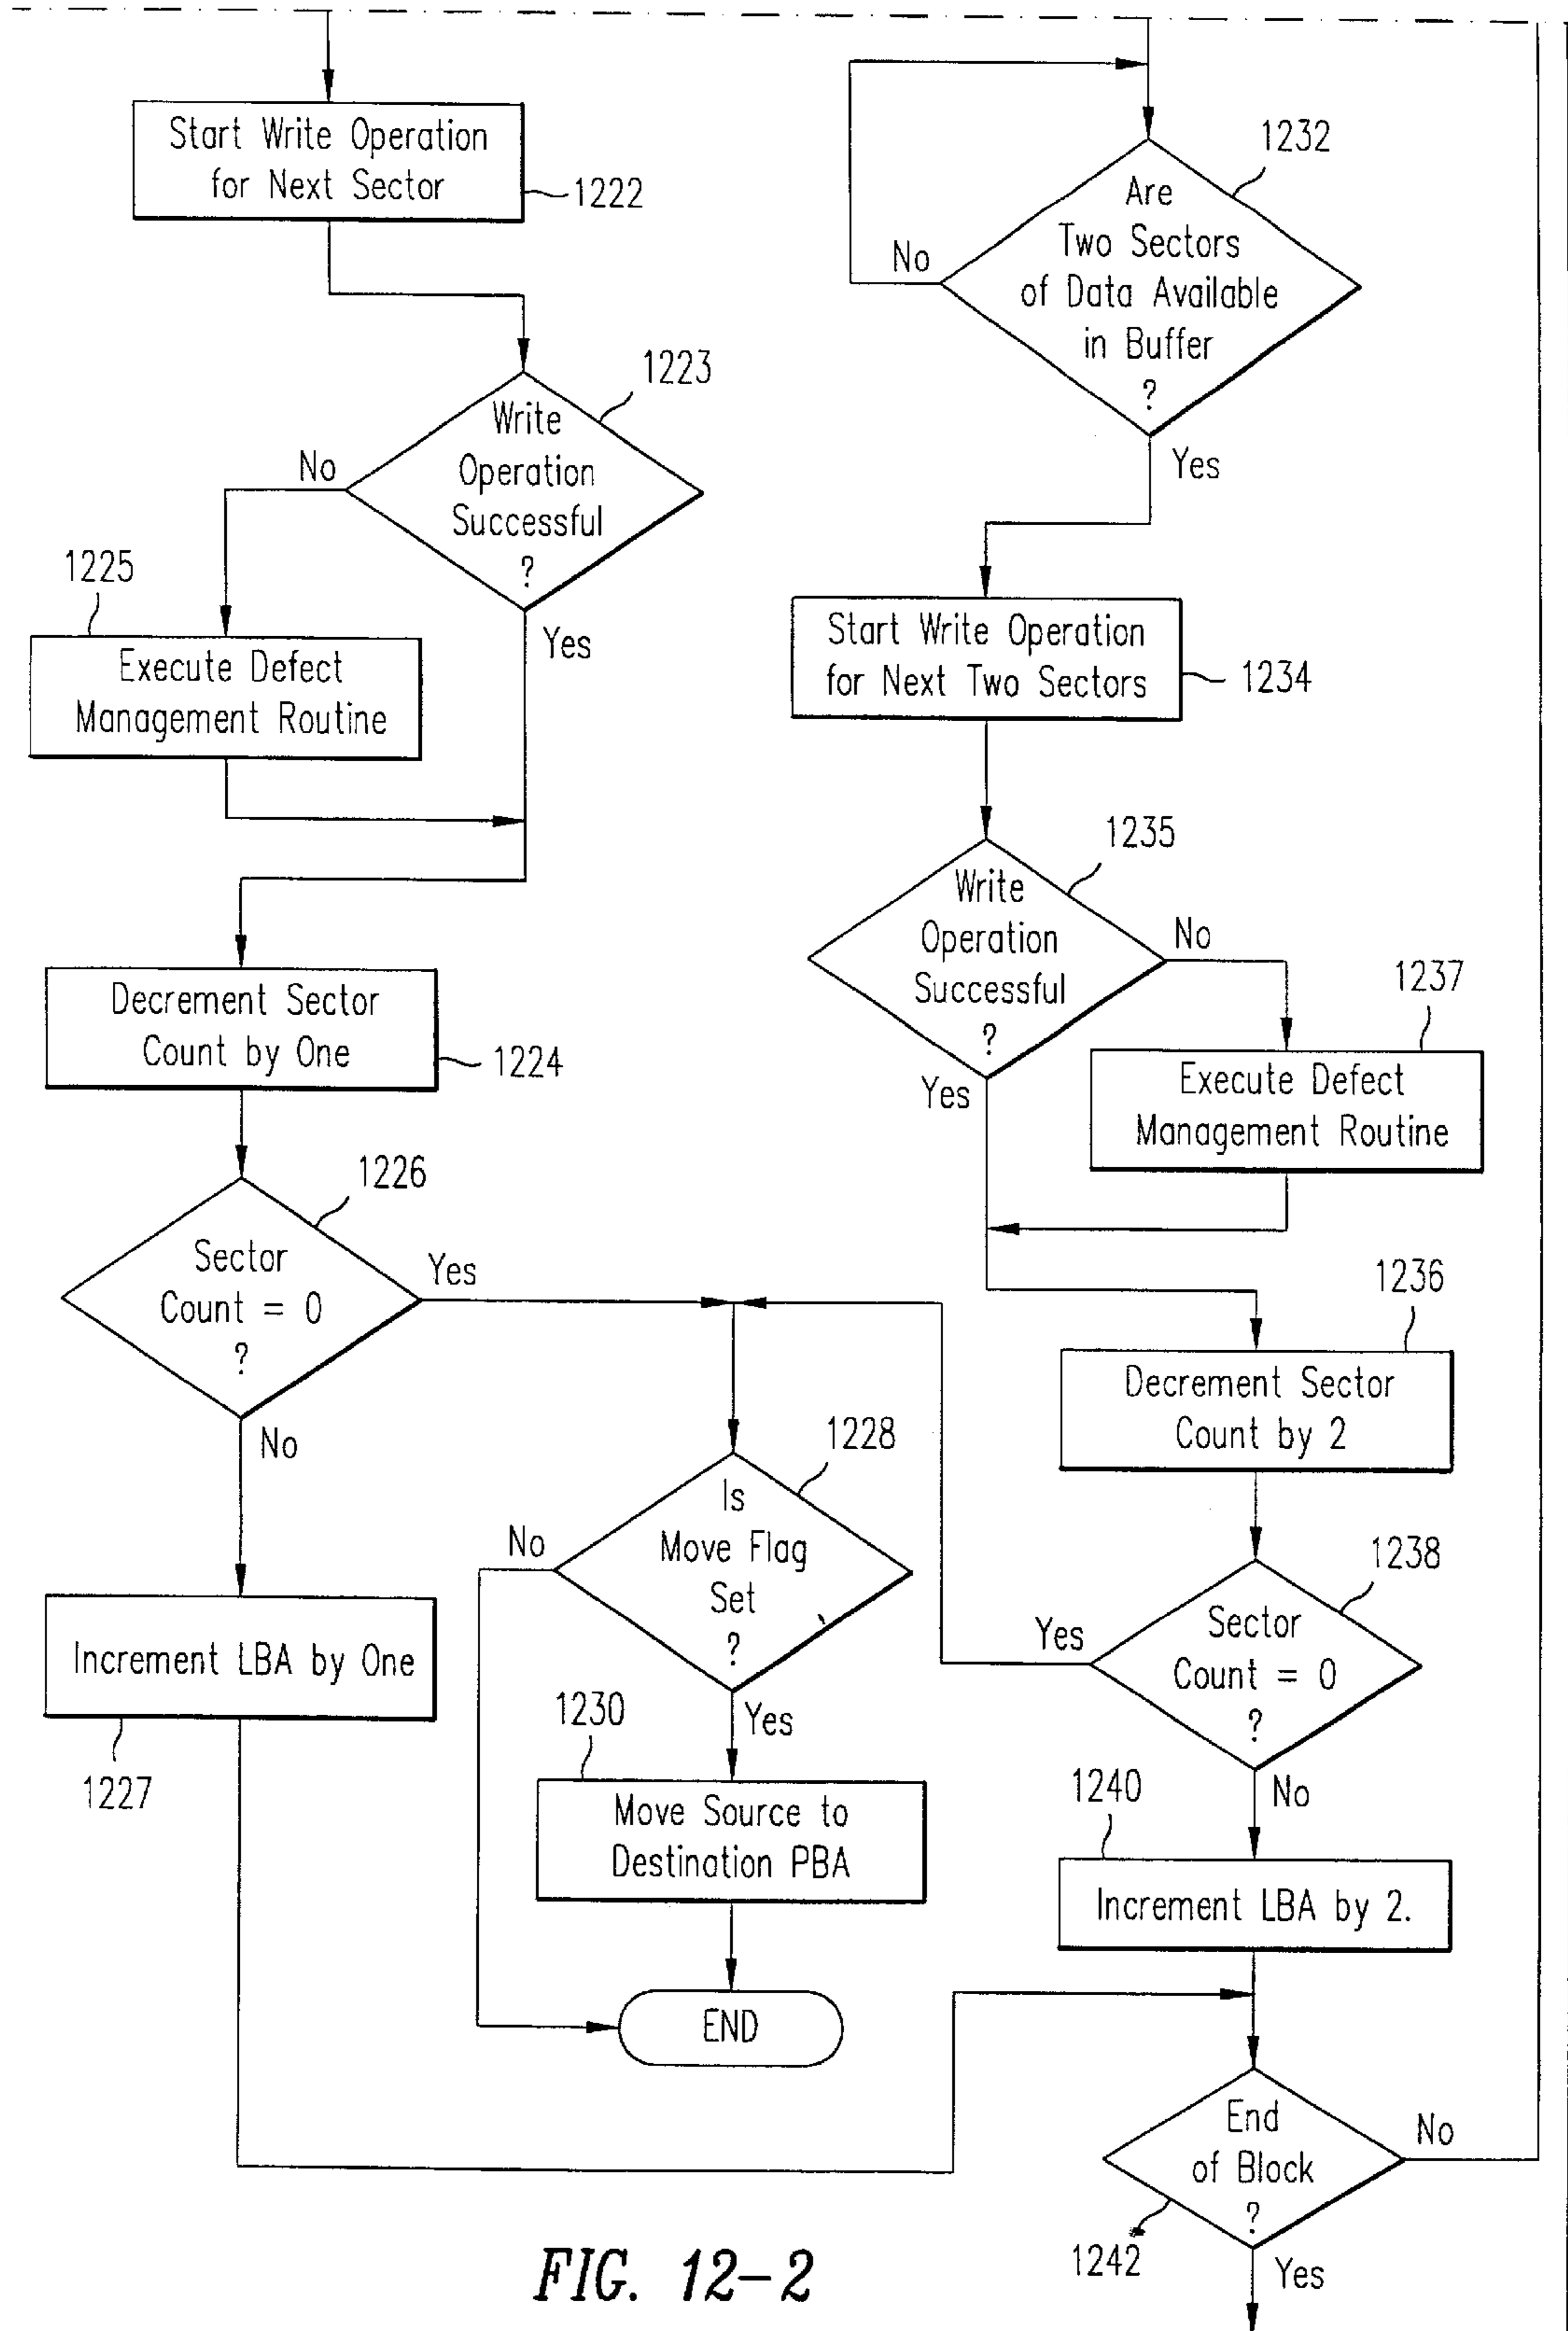 Start Write Operation
for Next Sector
1222
Write
Operation
Successful
?
1223
No
Yes
1225
Execute Defect
Management Routine
Decrement Sector
Count by One
1224
1226
Sector
Count = 0
?
Yes
No
Increment LBA by One
1227
1228
Is
Move Flag
Set
?
No
Yes
1230
Move Source to
Destination PBA
END
1232
Are
Two Sectors
of Data Available
in Buffer
?
No
Yes
Start Write Operation
for Next Two Sectors
1234
1235
Write
Operation
Successful
?
No
Yes
1237
Execute Defect
Management Routine
1236
Decrement Sector
Count by 2
1238
Sector
Count = 0
?
Yes
No
1240
Increment LBA by 2.
End
of Block
?
No
1242
Yes
FIG. 12-2